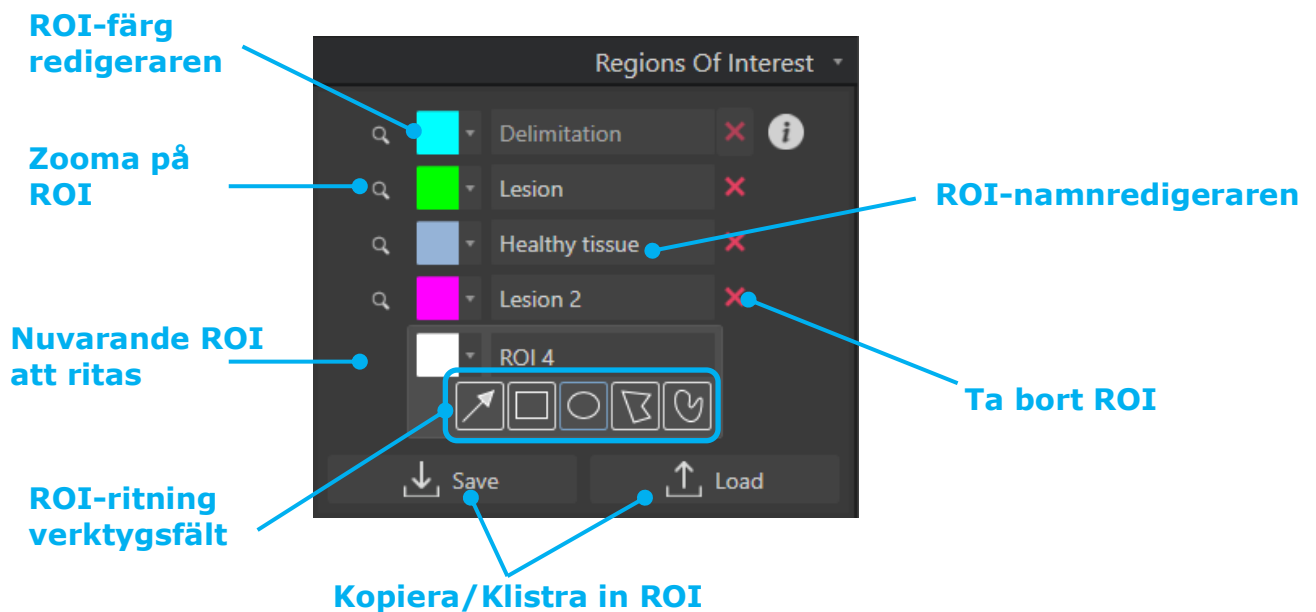 ROI-färg
redigeraren
Regions Of Interest
Delimitation
i
Zooma på
ROI
Lesion
ROI-namnredigeraren
Healthy tissue
Lesion 2
Nuvarande ROI
att ritas
ROI 4
Ta bort ROI
Save
Load
ROI-ritning
verktygsfält
Kopiera/Klistra in ROI